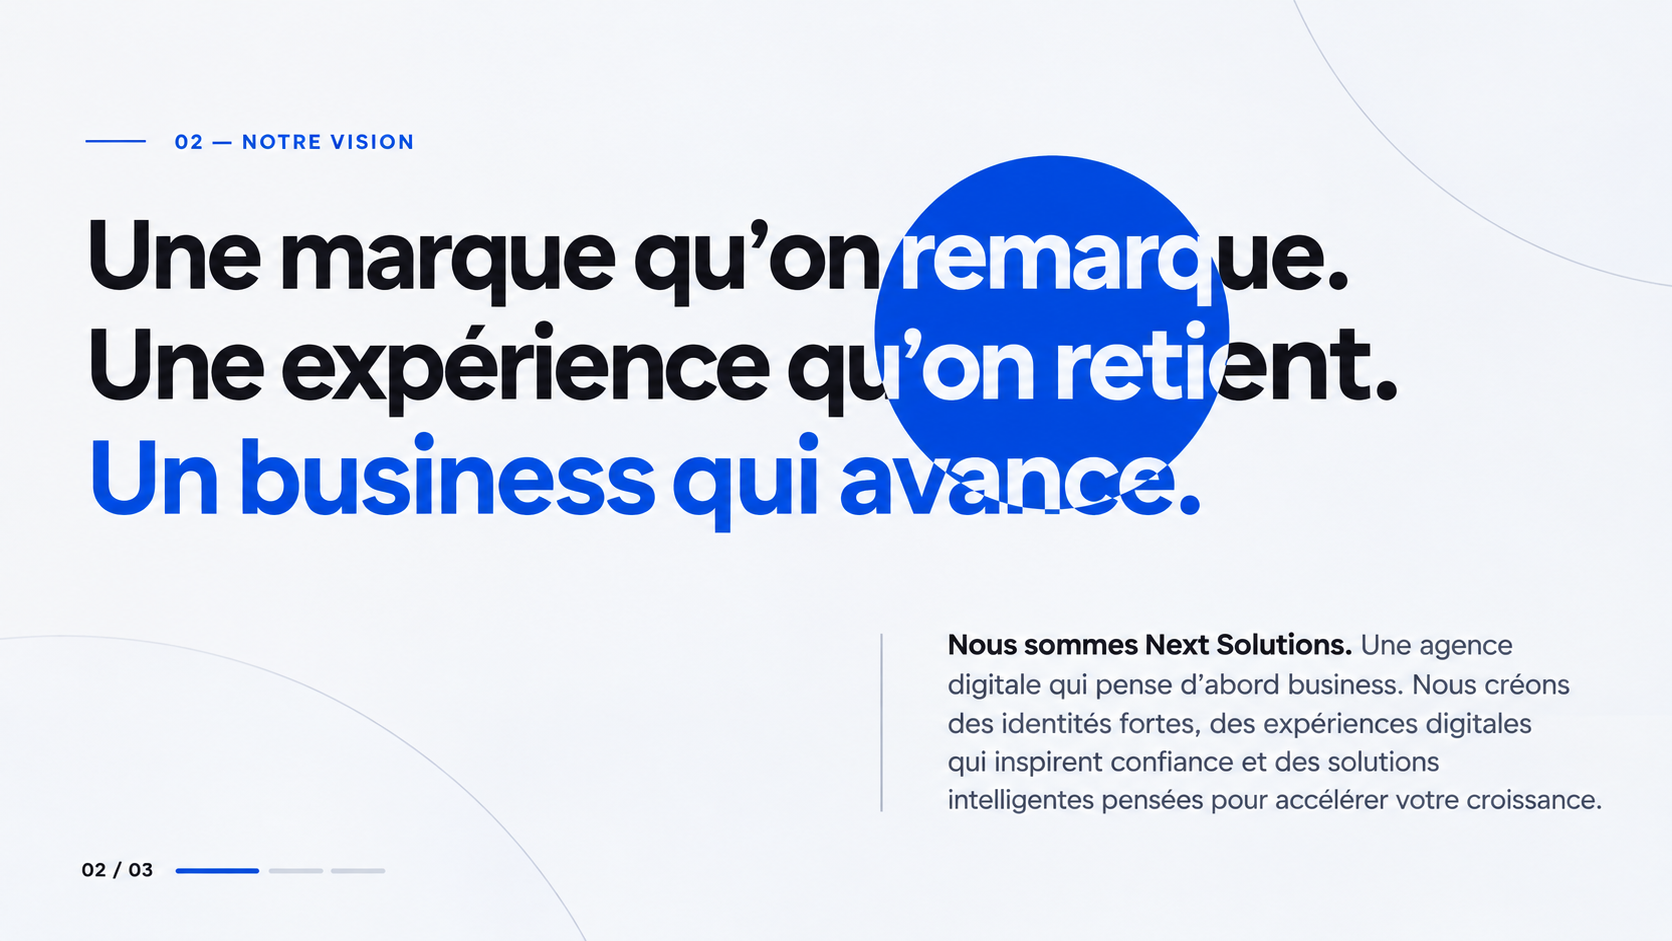 02 — NOTRE VISION
Une marque qu’on remarque.
Une expérience qu’on retient.
Un business qui avance.
Nous sommes Next Solutions. Une agence
digitale qui pense d’abord business. Nous créons
des identités fortes, des expériences digitales
qui inspirent confiance et des solutions
intelligentes pensées pour accélérer votre croissance.
02 / 03